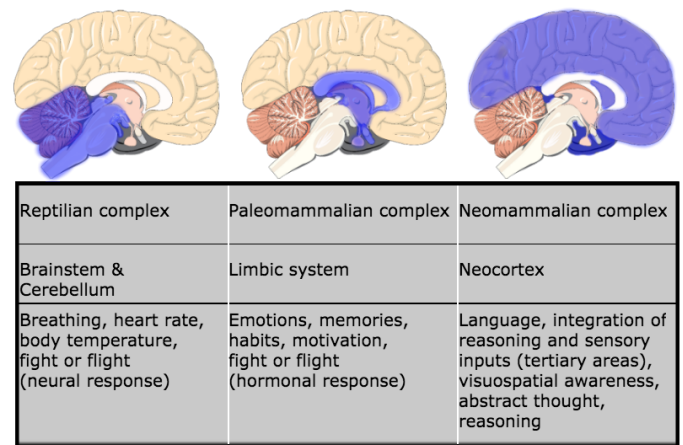 Reptilian complex
Paleomammalian complex
Neomammalian complex
Brainstem &
Cerebellum
Limbic system
Neocortex
Breathing, heart rate,
body temperature,
fight or flight
(neural response)
Emotions, memories,
habits, motivation,
fight or flight
(hormonal response)
Language, integration of
reasoning and sensory
inputs (tertiary areas),
visuospatial awareness,
abstract thought,
reasoning